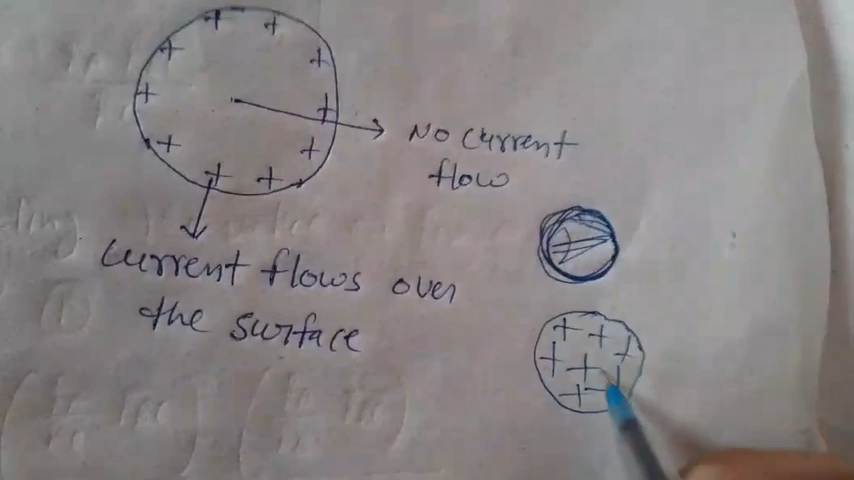 No current
flow
current flows over
the surface